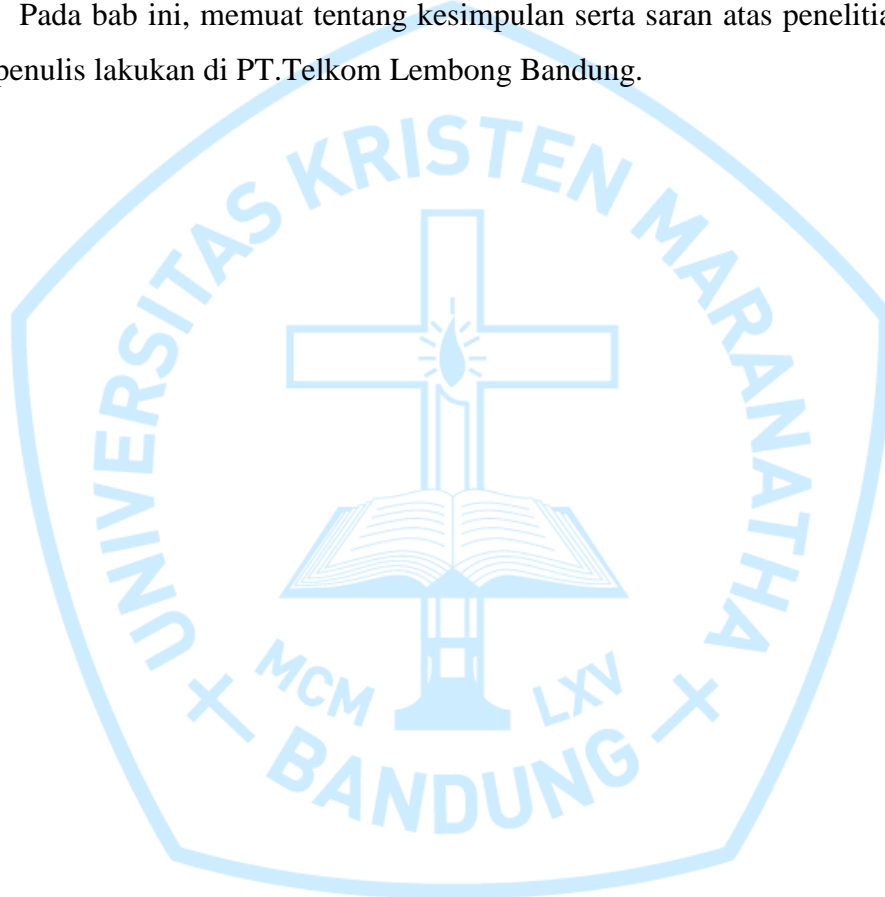 Pada bab ini, memuat tentang kesimpulan serta saran atas
penulis lakukan di PT.Telkom Lembong Bandung.
UNIVERSITAS KRISTEN MARANATHA
MCM LXV
BANDUNG